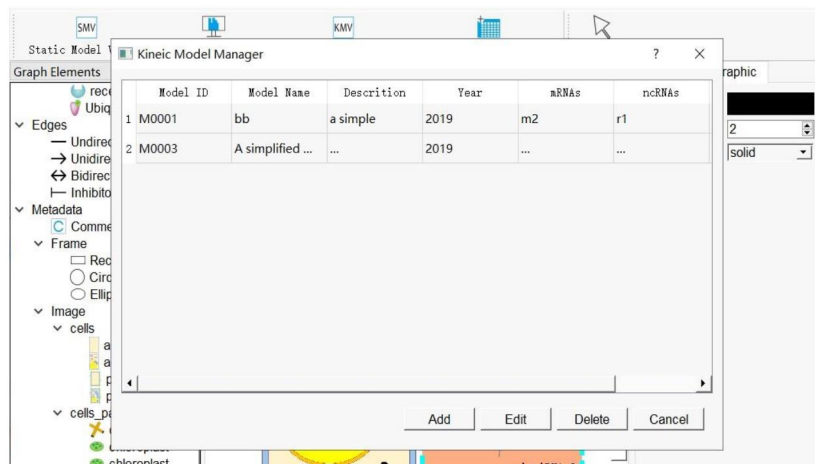 SMV
KMV
Static Model
Kineic Model Manager
?
Graph Elements
raphic
rece
Ubiq
Edges
Undirec
Unidire
Bidirec
Inhibito
Metadata
C Comme
Frame
Rec
Circ
Ellip
Image
cells
a
a
p
p
cells_pa
Model ID Model Name Descrition Year mRNAs ncRNAs
1 M0001 bb a simple 2019 m2 r1
2 M0003 A simplified ... ... 2019 ... ...
2
solid
Add Edit Delete Cancel
chloroplast
chloroplast